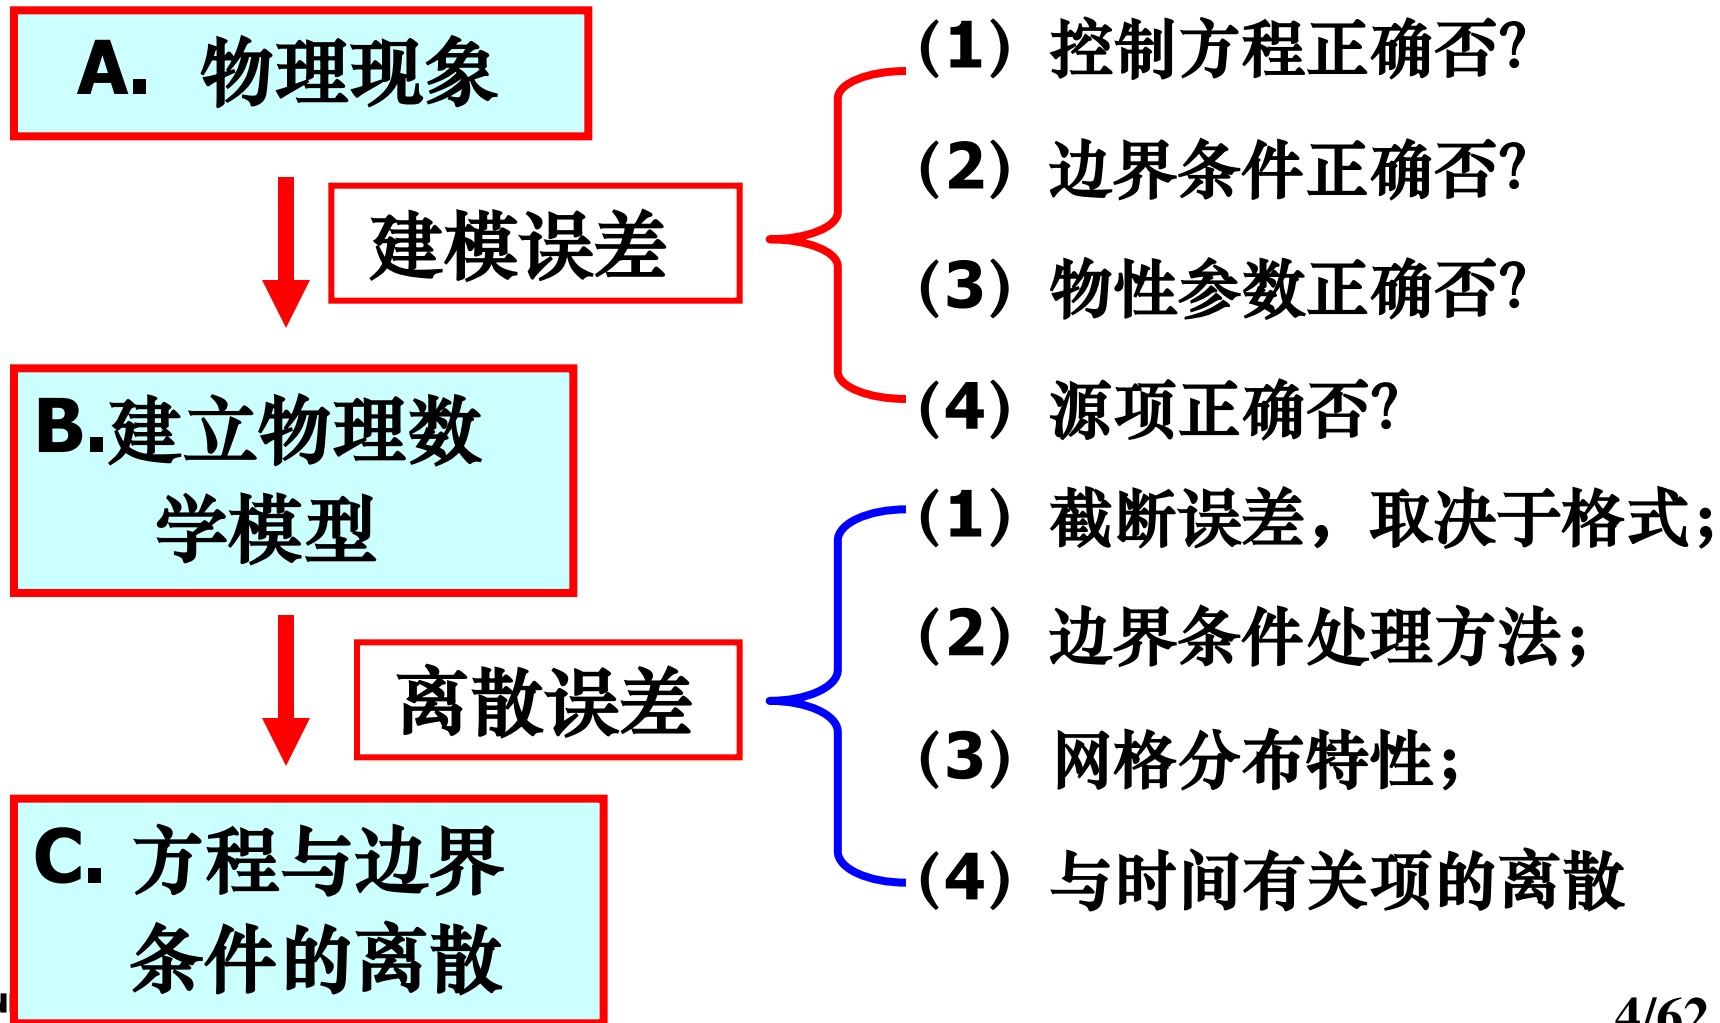 A. 物理现象
建模误差
(1) 控制方程正确否?
(2) 边界条件正确否?
(3) 物性参数正确否?
(4) 源项正确否?
B.建立物理数
学模型
离散误差
(1) 截断误差，取决于格式;
(2) 边界条件处理方法;
(3) 网格分布特性;
(4) 与时间有关项的离散
C. 方程与边界
条件的离散
4/62